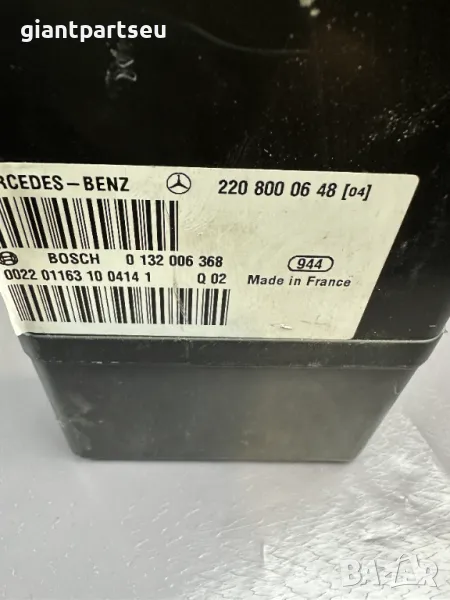 giantpartseu
RCEDES-BENZ 220 800 06 48 [04]
BOSCH 0 132 006 368 944
0022 01163 10 0414 1 Q 02 Made in France
BAZAR